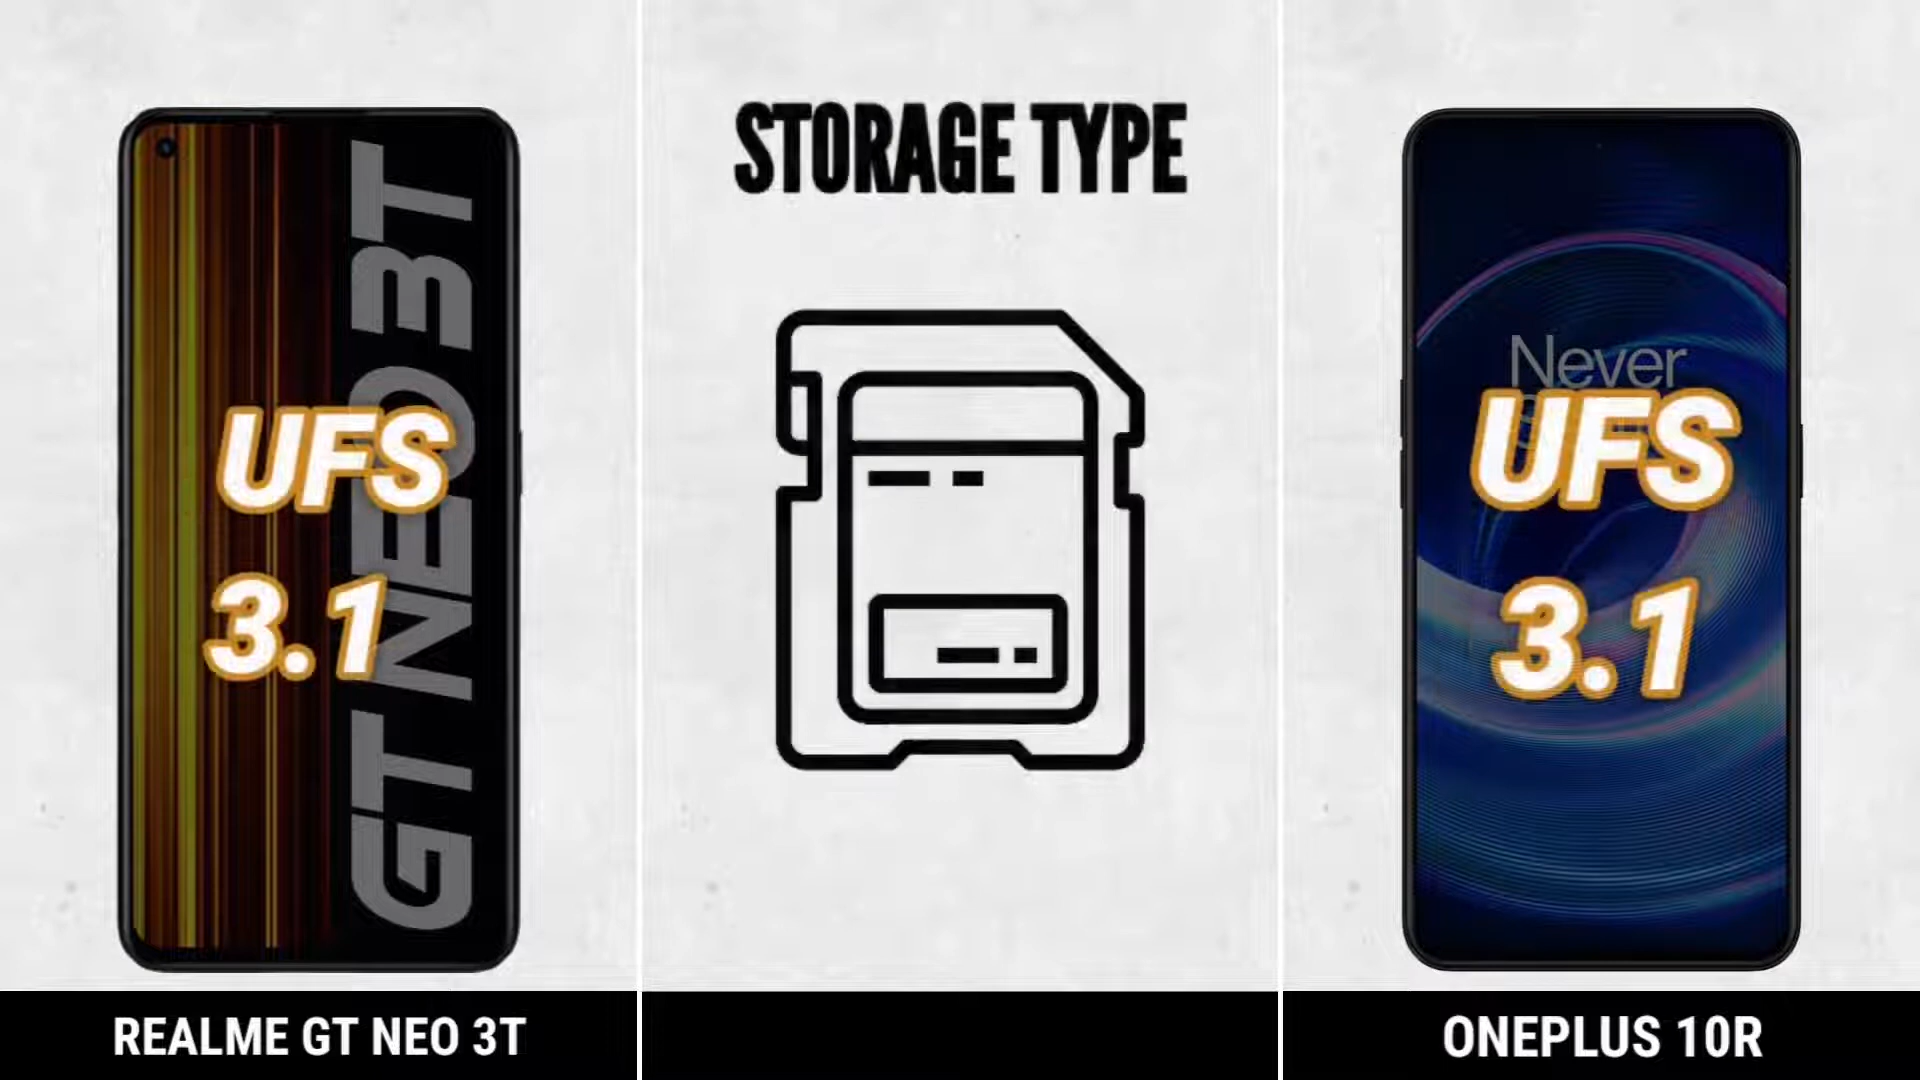 GT NEO 3T
UFS
3.1
REALME GT NEO 3T
STORAGE TYPE
Never
UFS
3.1
ONEPLUS 10R